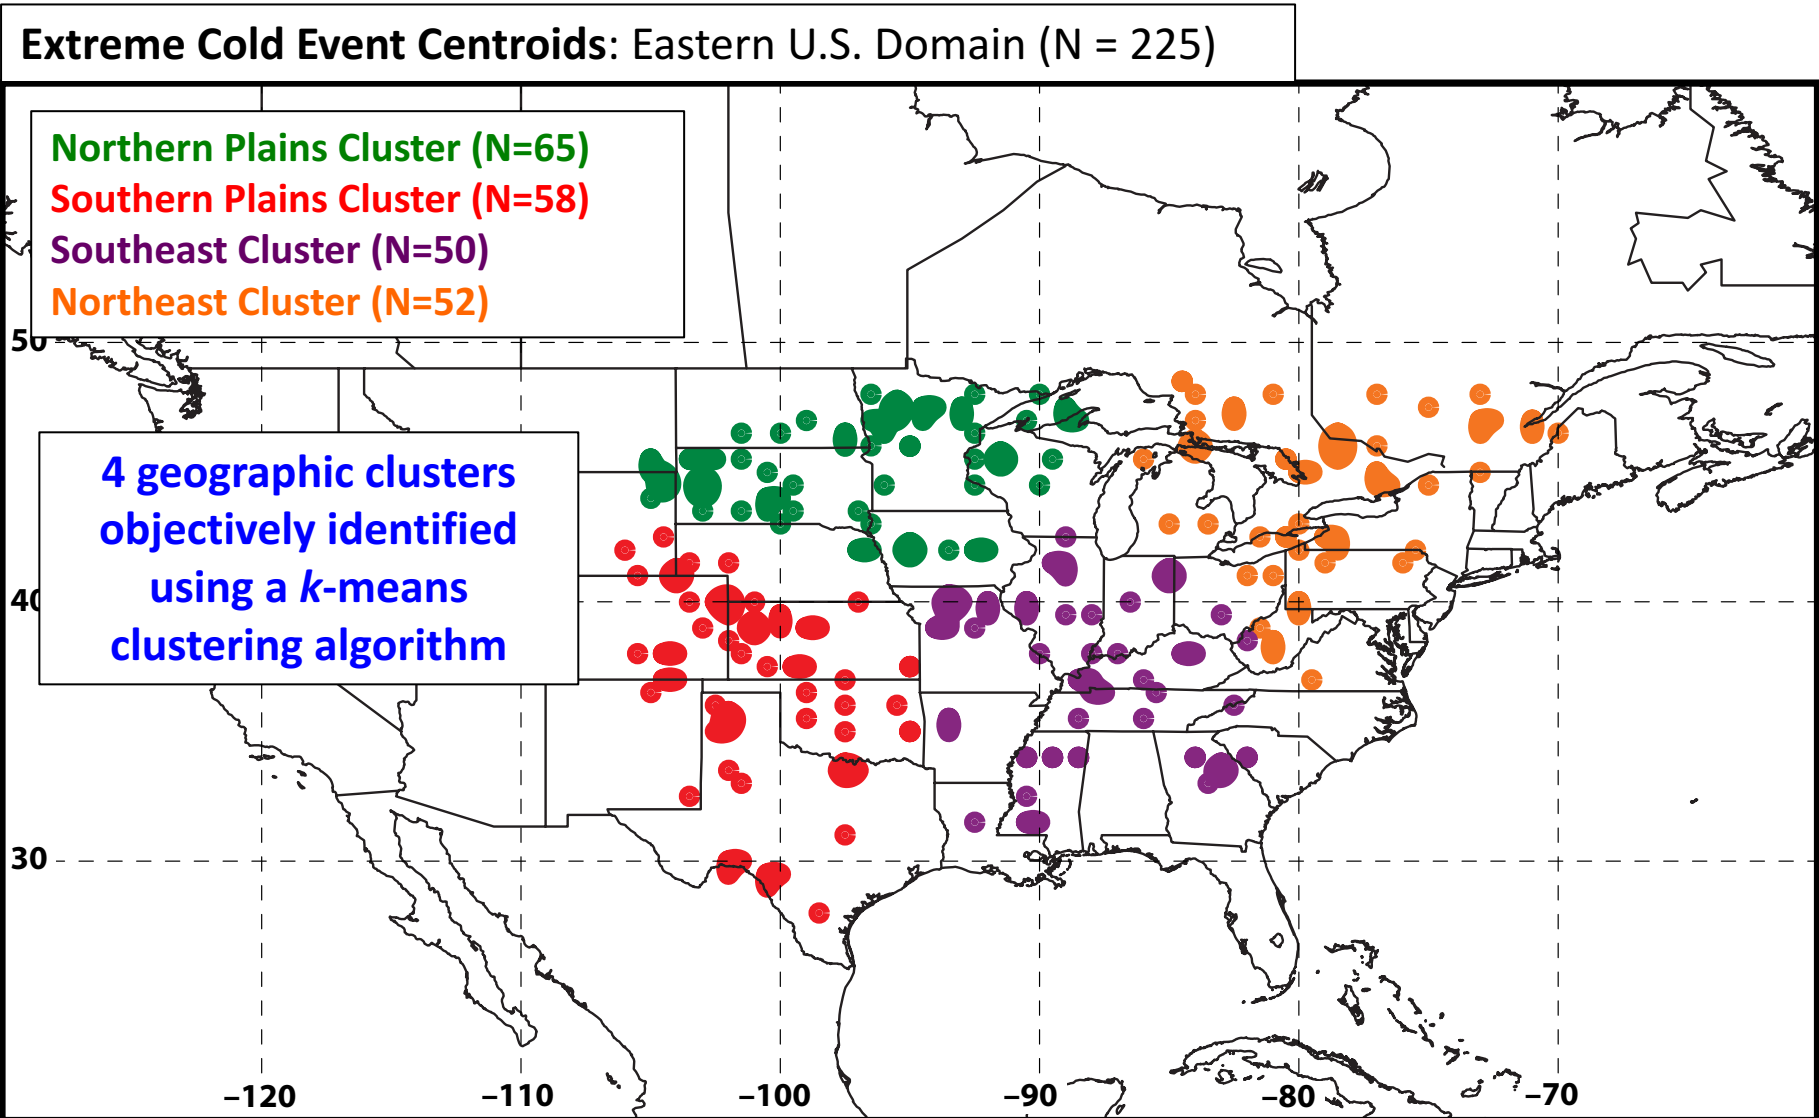 Extreme Cold Event Centroids: Eastern U.S. Domain (N = 225)
Northern Plains Cluster (N=65)
Southern Plains Cluster (N=58)
Southeast Cluster (N=50)
Northeast Cluster (N=52)
50
4 geographic clusters
objectively identified
using a k-means
clustering algorithm
40
30
–120 –110 –100 –90 –80 –70